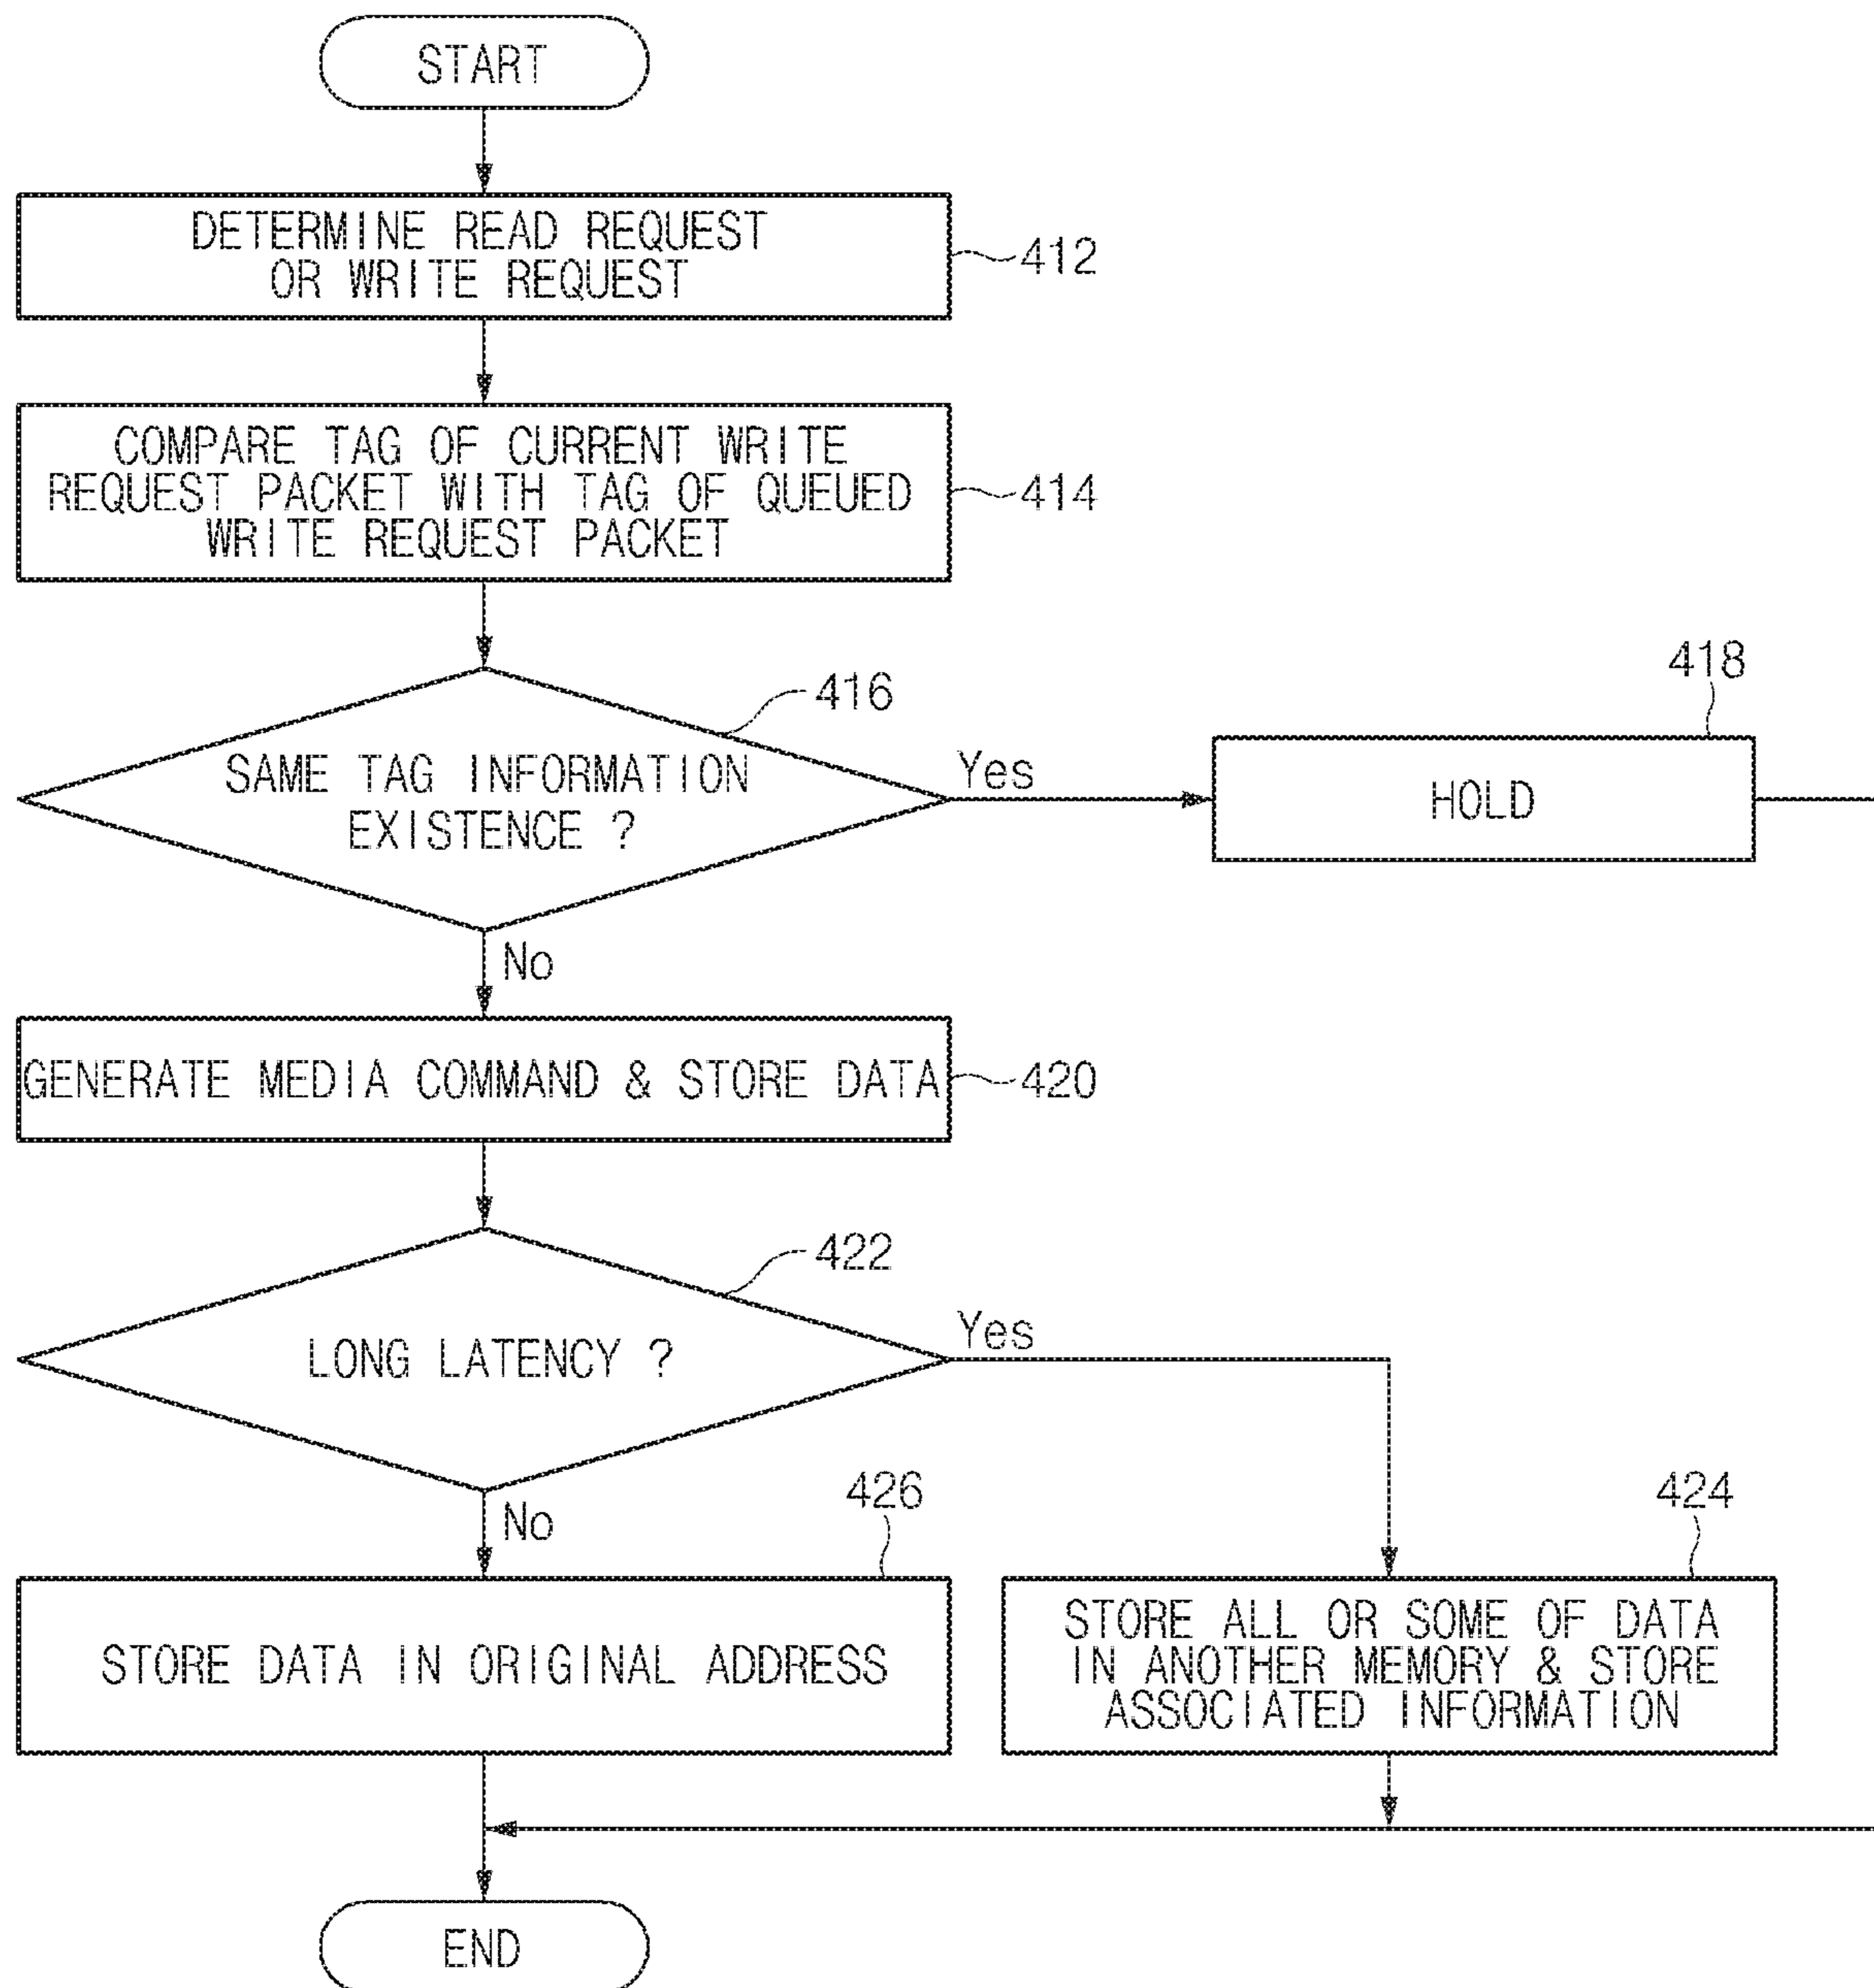 START
DETERMINE READ REQUEST
OR WRITE REQUEST
412
COMPARE TAG OF CURRENT WRITE
REQUEST PACKET WITH TAG OF QUEUED
WRITE REQUEST PACKET
414
416
418
SAME TAG INFORMATION
EXISTENCE ?
Yes
HOLD
No
GENERATE MEDIA COMMAND & STORE DATA
420
422
LONG LATENCY ?
Yes
No
426
424
STORE DATA IN ORIGINAL ADDRESS
STORE ALL OR SOME OF DATA
IN ANOTHER MEMORY & STORE
ASSOCIATED INFORMATION
END